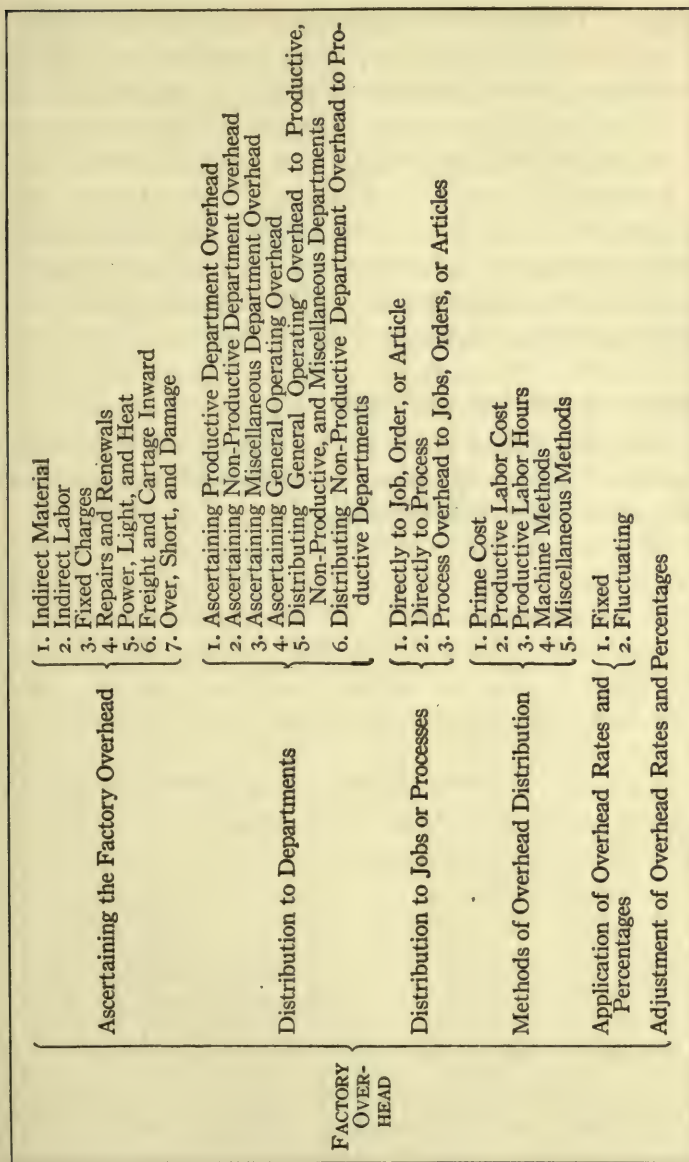 FACTORY
OVER-
HEAD
Ascertaining the Factory Overhead
1. Indirect Material
2. Indirect Labor
3. Fixed Charges
4. Repairs and Renewals
5. Power, Light, and Heat
6. Freight and Cartage Inward
7. Over, Short, and Damage
Distribution to Departments
1. Ascertaining Productive Department Overhead
2. Ascertaining Non-Productive Department Overhead
3. Ascertaining Miscellaneous Department Overhead
4. Ascertaining General Operating Overhead
5. Distributing General Operating Overhead to Productive,
Non-Productive, and Miscellaneous Departments
6. Distributing Non-Productive Department Overhead to Pro-
ductive Departments
Distribution to Jobs or Processes
1. Directly to Job, Order, or Article
2. Directly to Process
3. Process Overhead to Jobs, Orders, or Articles
Methods of Overhead Distribution
1. Prime Cost
2. Productive Labor Cost
3. Productive Labor Hours
4. Machine Methods
5. Miscellaneous Methods
Application of Overhead Rates and
Percentages
1. Fixed
2. Fluctuating
Adjustment of Overhead Rates and Percentages